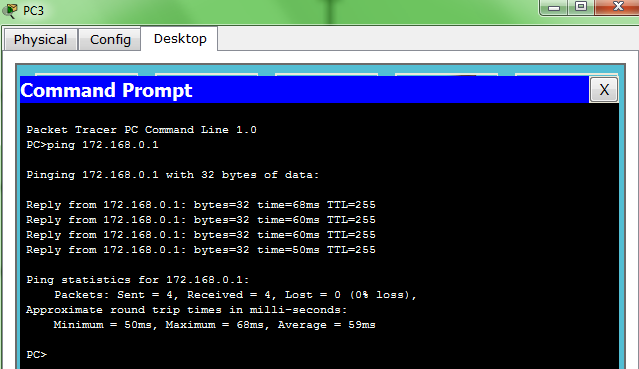 PC3
Physical Config Desktop
Command Prompt
X
Packet Tracer PC Command Line 1.0
PC>ping 172.168.0.1
Pinging 172.168.0.1 with 32 bytes of data:
Reply from 172.168.0.1: bytes=32 time=68ms TTL=255
Reply from 172.168.0.1: bytes=32 time=60ms TTL=255
Reply from 172.168.0.1: bytes=32 time=60ms TTL=255
Reply from 172.168.0.1: bytes=32 time=50ms TTL=255
Ping statistics for 172.168.0.1:
    Packets: Sent = 4, Received = 4, Lost = 0 (0% loss),
Approximate round trip times in milli-seconds:
    Minimum = 50ms, Maximum = 68ms, Average = 59ms
PC>